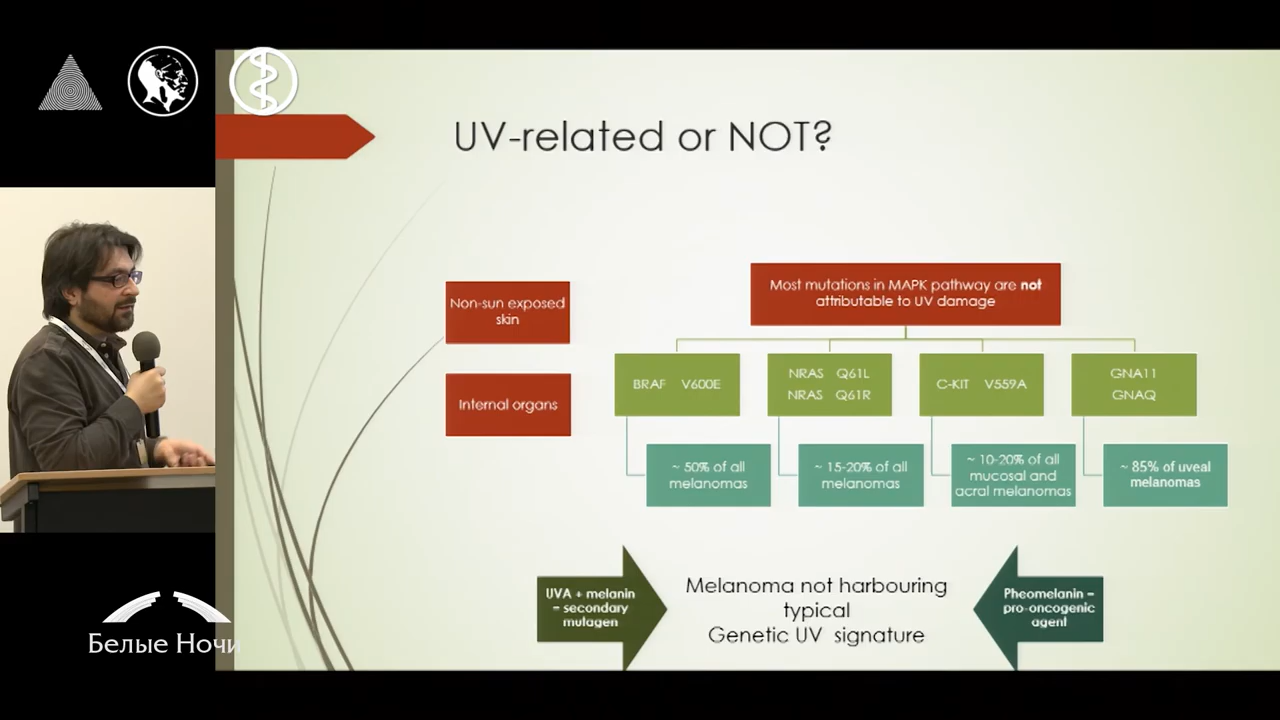 UV-related or NOT?
Non-sun exposed
skin
Internal organs
Most mutations in MAPK pathway are not
attributable to UV damage
BRAF V600E
NRAS Q61L
NRAS Q61R
C-KIT V559A
GNA11
GNAQ
~ 50% of all
melanomas
~ 15-20% of all
melanomas
~ 10-20% of all
mucosal and
acral melanomas
~ 85% of uveal
melanomas
UVA + melanin
= secondary
mutagen
Melanoma not harbouring
typical
Genetic UV signature
Pheomelanin =
pro-oncogenic
agent
Белые Ночи